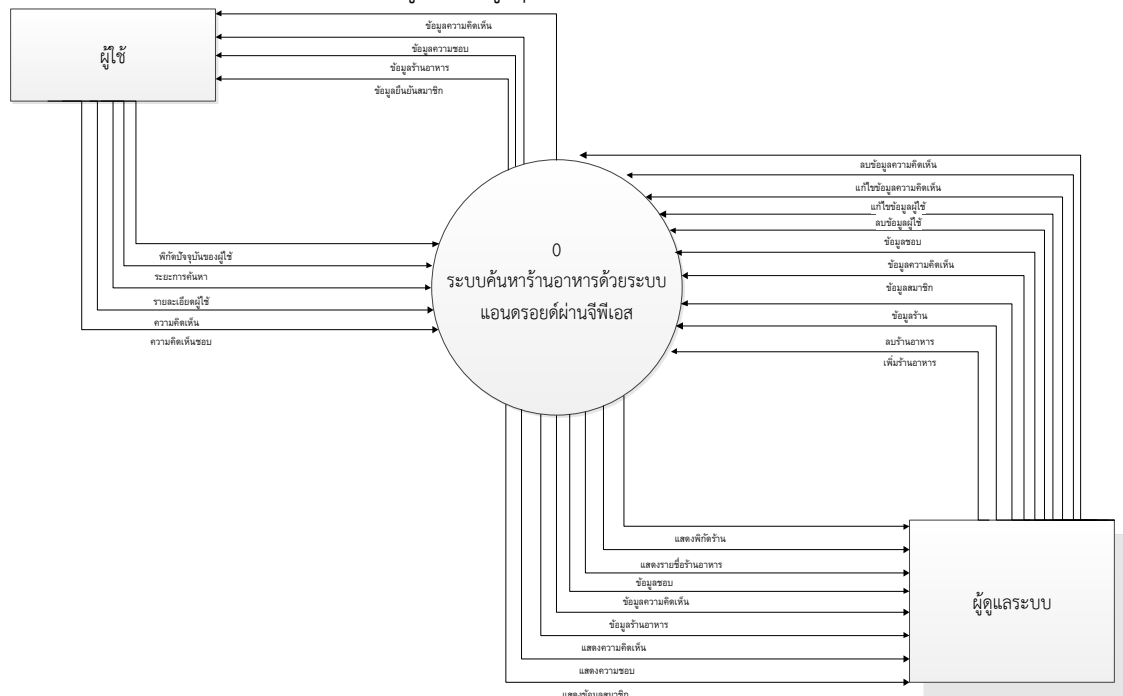 ผู้ใช้
ข้อมูลความคิดเห็น
ข้อมูลความชอบ
ข้อมูลร้านอาหาร
ข้อมูลยืนยันสมาชิก
พิกัดปัจจุบันของผู้ใช้
ระยะการค้นหา
รายละเอียดผู้ใช้
ความคิดเห็น
ความคิดเห็นชอบ
0
ระบบค้นหาร้านอาหารด้วยระบบ
แอนดรอยด์ผ่านจีพีเอส
ลบข้อมูลความคิดเห็น
แก้ไขข้อมูลความคิดเห็น
แก้ไขข้อมูลผู้ใช้
ลบข้อมูลผู้ใช้
ข้อมูลชอบ
ข้อมูลความคิดเห็น
ข้อมูลสมาชิก
ข้อมูลร้าน
ลบร้านอาหาร
เพิ่มร้านอาหาร
แสดงพิกัดร้าน
แสดงรายชื่อร้านอาหาร
ข้อมูลชอบ
ข้อมูลความคิดเห็น
ข้อมูลร้านอาหาร
แสดงความคิดเห็น
แสดงความชอบ
แสดงข้อมูลสมาชิก
ผู้ดูแลระบบ